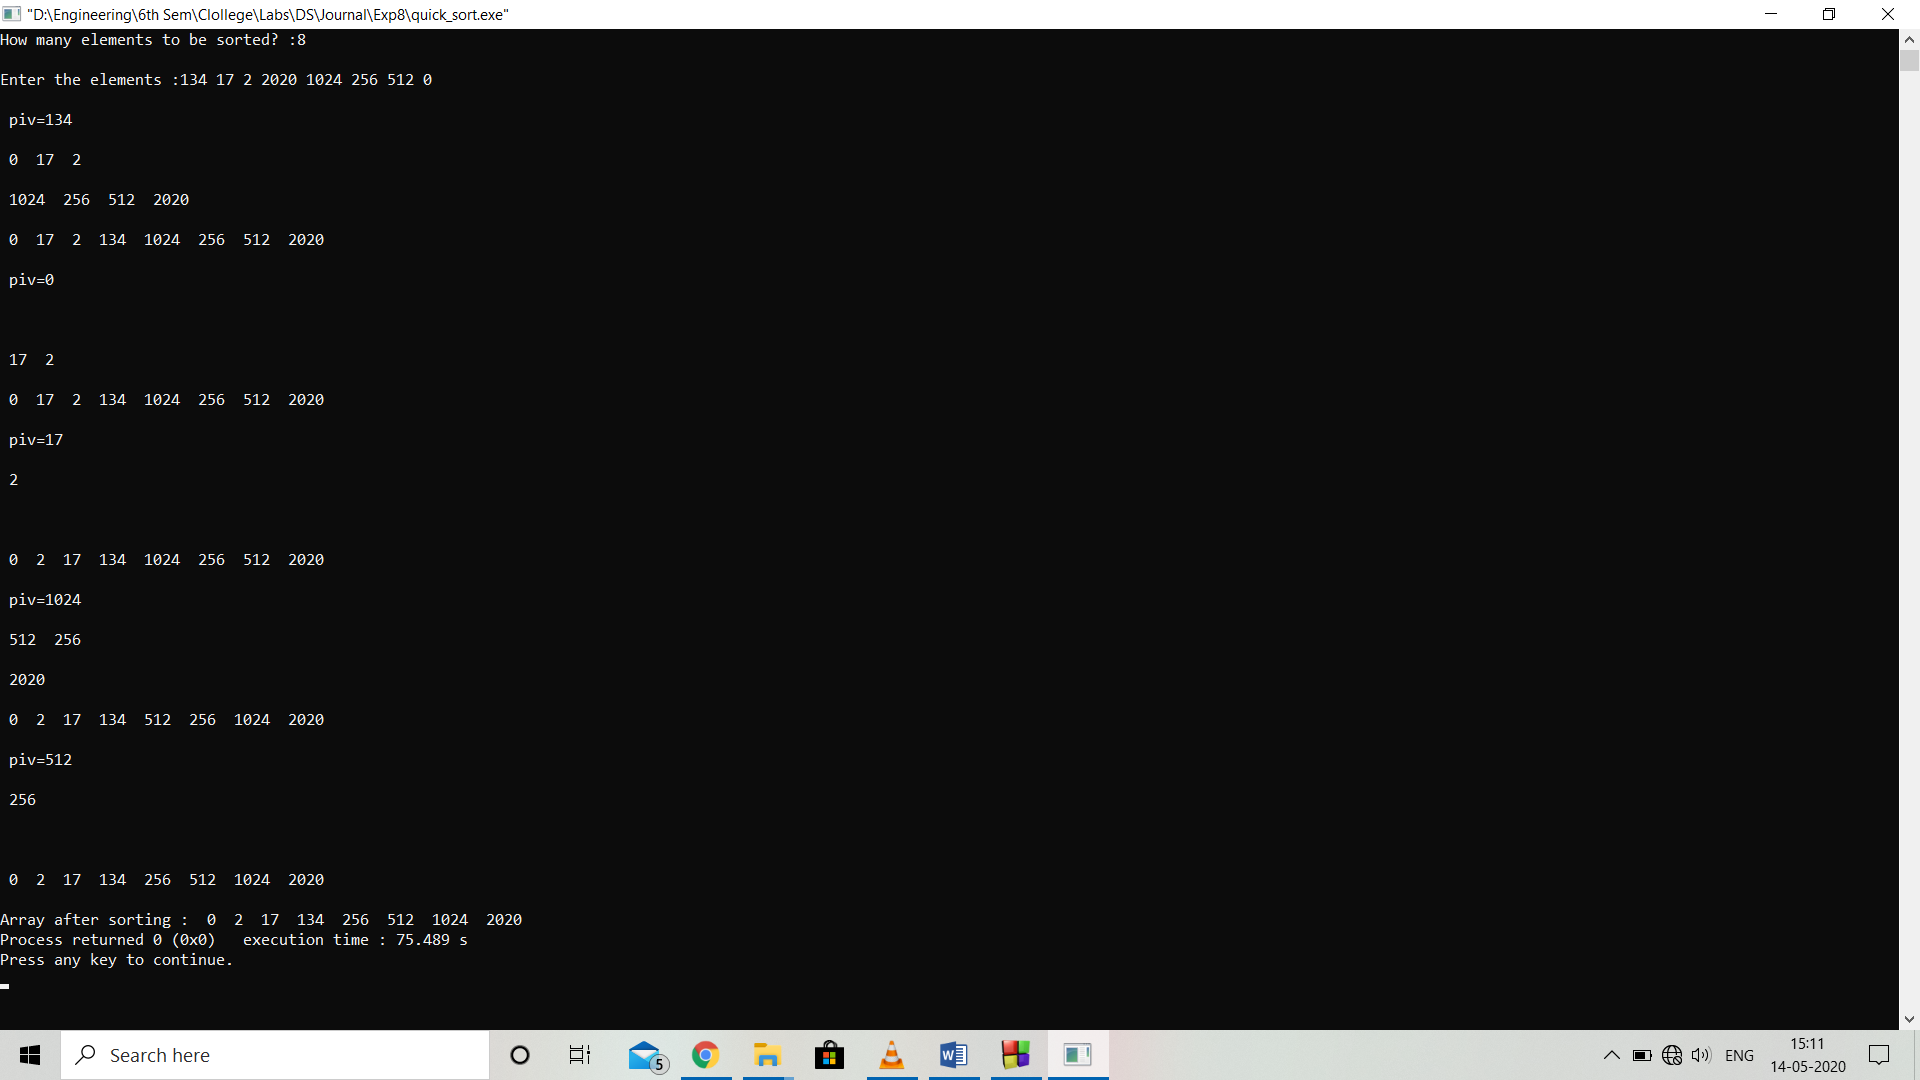 "D:\Engineering\6th Sem\Clollege\Labs\DS\Journal\Exp8\quick_sort.exe"
How many elements to be sorted? :8
Enter the elements :134 17 2 2020 1024 256 512 0
piv=134
0  17  2
1024  256  512  2020
0  17  2  134  1024  256  512  2020
piv=0
17  2
0  17  2  134  1024  256  512  2020
piv=17
2
0  2  17  134  1024  256  512  2020
piv=1024
512  256
2020
0  2  17  134  512  256  1024  2020
piv=512
256
0  2  17  134  256  512  1024  2020
Array after sorting :  0  2  17  134  256  512  1024  2020
Process returned 0 (0x0)   execution time : 75.489 s
Press any key to continue.
Search here
5
W
ENG
15:11
14-05-2020